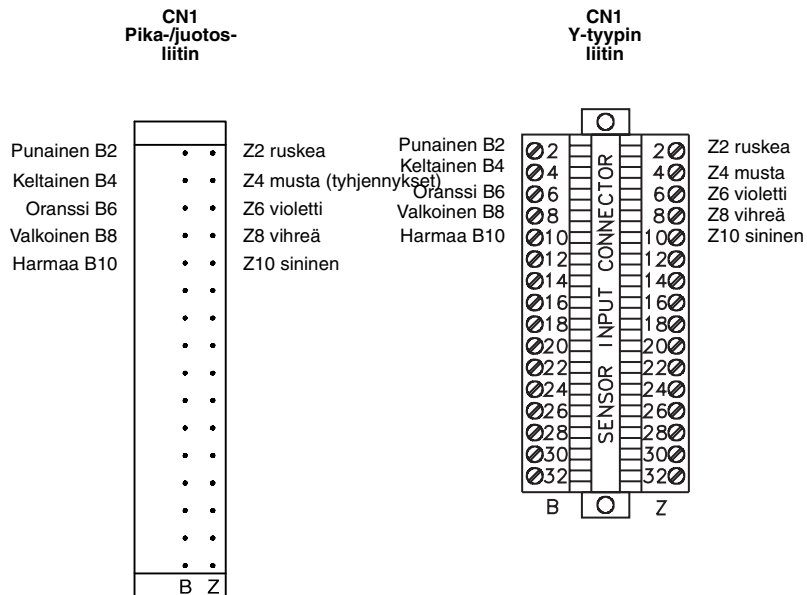 CN1
Pika-/juotos-
liitin
Punainen B2
Keltainen B4
Oranssi B6
Valkoinen B8
Harmaa B10
Z2 ruskea
Z4 musta (tyhjennykset)
Z6 violetti
Z8 vihreä
Z10 sininen
B Z
CN1
Y-tyypin
liitin
Punainen B2
Keltainen B4
Oranssi B6
Valkoinen B8
Harmaa B10
2 2
4 4
6 6
8 8
10 10
12 12
14 14
16 16
18 18
20 20
22 22
24 24
26 26
28 28
30 30
32 32
SENSOR INPUT CONNECTOR
B Z
Z2 ruskea
Z4 musta
Z6 violetti
Z8 vihreä
Z10 sininen